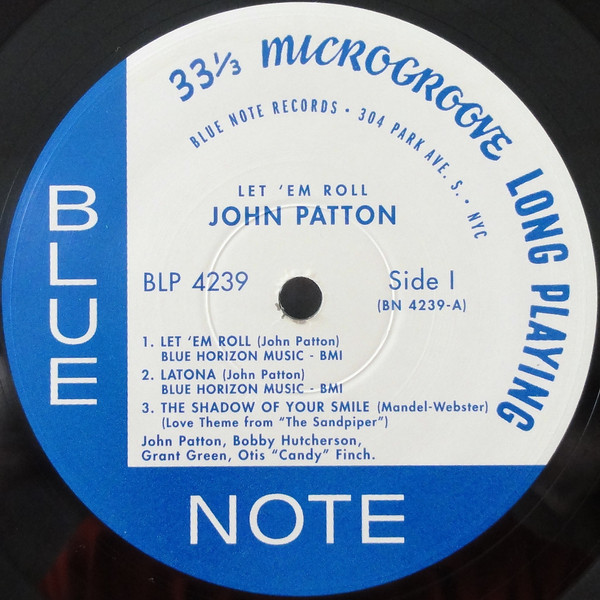 33 1/3 MICROGROOVE LONG PLAYING
BLUE NOTE RECORDS • 304 PARK AVE. S. • NYC
LET 'EM ROLL
JOHN PATTON
BLP 4239
Side I
(BN 4239-A)
1. LET 'EM ROLL (John Patton)
BLUE HORIZON MUSIC - BMI
2. LATONA (John Patton)
BLUE HORIZON MUSIC - BMI
3. THE SHADOW OF YOUR SMILE (Mandel-Webster)
(Love Theme from "The Sandpiper")
John Patton, Bobby Hutcherson,
Grant Green, Otis "Candy" Finch.
BLUE
NOTE